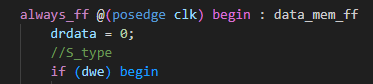 always_ff @(posedge clk) begin : data_mem_ff
drdata = 0;
//S_type
if (dwe) begin